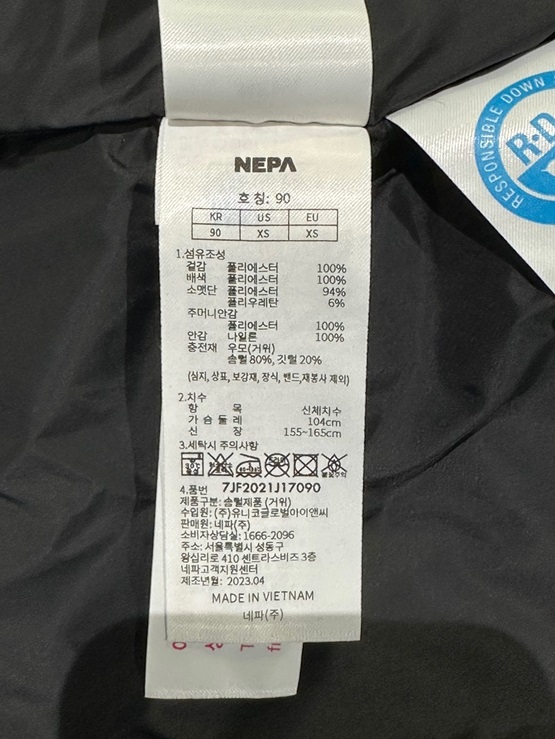 RESPONSIBLE DOWN
R·D
NEPA
호칭: 90
KR US EU
90 XS XS
1.섬유조성
겉감 폴리에스터 100%
배색 폴리에스터 100%
소맷단 폴리에스터 94%
폴리우레탄 6%
주머니안감
폴리에스터 100%
안감 나일론 100%
충전재 우모(거위)
솜털 80%, 깃털 20%
(심지, 상표, 보강재, 장식, 밴드,재봉사 제외)
2.치수
항 목 신체치수
가 슴 둘 레 104cm
신 장 155~165cm
3.세탁시 주의사항
4.품번 7JF2021J17090
제품구분: 솜털제품 (거위)
수입원: (주)유니코글로벌아이앤씨
판매원: 네파(주)
소비자상담실: 1666-2096
주소: 서울특별시 성동구
왕십리로 410 센트라스비즈 3층
네파고객지원센터
제조년월: 2023.04
MADE IN VIETNAM
네파(주)